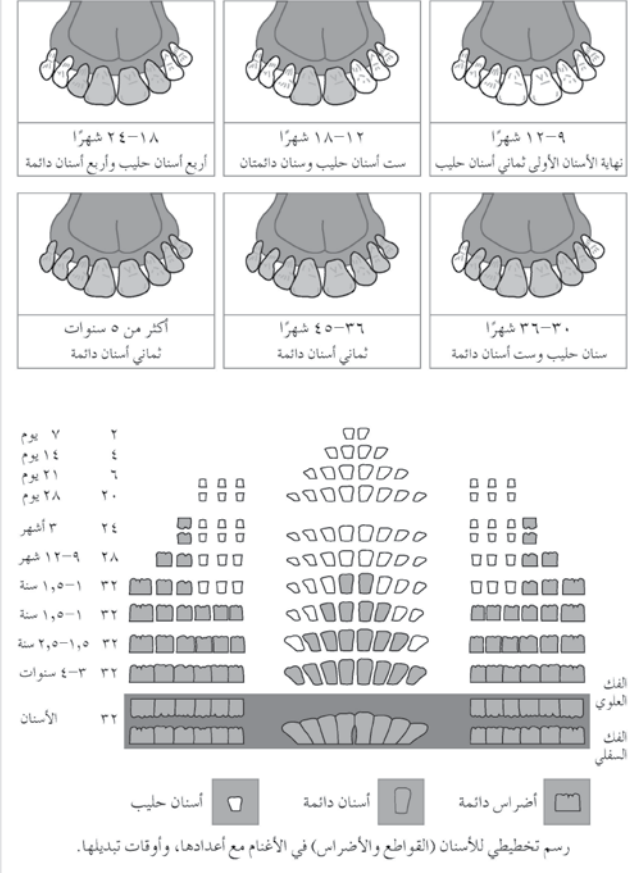 ٩-١٢ شهرًا
نهاية الأسنان الأولى ثماني أسنان حليب
١٢-١٨ شهرًا
ست أسنان حليب وسنان دائمتان
١٨-٢٤ شهرًا
أربع أسنان حليب وأربع أسنان دائمة
٣٠-٣٦ شهرًا
سنان حليب وست أسنان دائمة
٣٦-٤٥ شهرًا
ثماني أسنان دائمة
أكثر من ٥ سنوات
ثماني أسنان دائمة
٢ ٧ يوم
٤ ١٤ يوم
٦ ٢١ يوم
٢٠ ٢٨ يوم
٢٤ ٣ أشهر
٢٨ ٩-١٢ شهر
٣٢ ١-١,٥ سنة
٣٢ ١-١,٥ سنة
٣٢ ١,٥-٢,٥ سنة
٣٢ ٣-٤ سنوات
٣٢ الأسنان
الفك
العلوي
الفك
السفلي
أضراس دائمة
أسنان دائمة
أسنان حليب
رسم تخطيطي للأسنان (القواطع والأضراس) في الأغنام مع أعدادها، وأوقات تبديلها.